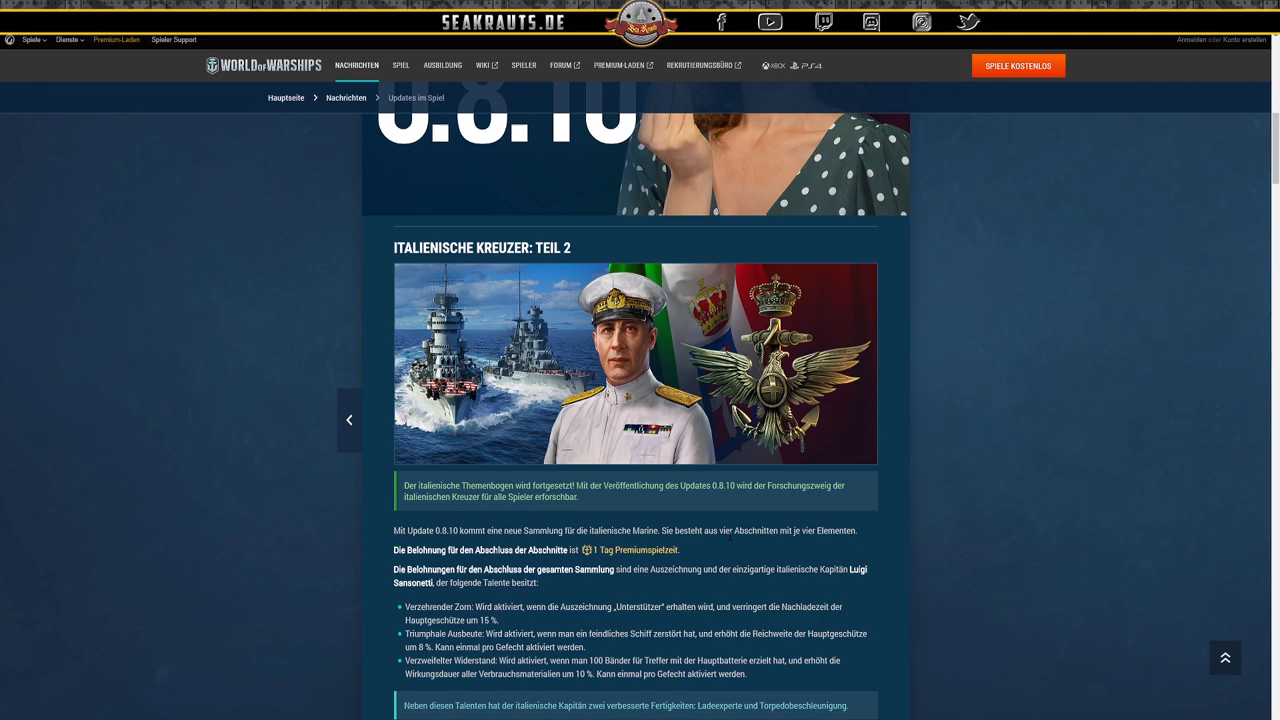 SEAKRAUTS.DE
Sea Krauts
Spiele Dienste Premium-Laden Spieler Support
Anmelden oder Konto erstellen
WORLD OF WARSHIPS
NACHRICHTEN SPIEL AUSBILDUNG WIKI SPIELER FORUM PREMIUM-LADEN REKRUTIERUNGSBÜRO XBOX PS4
SPIELE KOSTENLOS
Hauptseite Nachrichten Updates im Spiel
0.8.10
ITALIENISCHE KREUZER: TEIL 2
Der italienische Themenbogen wird fortgesetzt! Mit der Veröffentlichung des Updates 0.8.10 wird der Forschungszweig der
italienischen Kreuzer für alle Spieler erforschbar.
Mit Update 0.8.10 kommt eine neue Sammlung für die italienische Marine. Sie besteht aus vier Abschnitten mit je vier Elementen.
Die Belohnung für den Abschluss der Abschnitte ist 1 Tag Premiumspielzeit.
Die Belohnungen für den Abschluss der gesamten Sammlung sind eine Auszeichnung und der einzigartige italienische Kapitän Luigi
Sansonetti, der folgende Talente besitzt:
Verzehrender Zorn: Wird aktiviert, wenn die Auszeichnung „Unterstützer“ erhalten wird, und verringert die Nachladezeit der
Hauptgeschütze um 15 %.
Triumphale Ausbeute: Wird aktiviert, wenn man ein feindliches Schiff zerstört hat, und erhöht die Reichweite der Hauptgeschütze
um 8 %. Kann einmal pro Gefecht aktiviert werden.
Verzweifelter Widerstand: Wird aktiviert, wenn man 100 Bänder für Treffer mit der Hauptbatterie erzielt hat, und erhöht die
Wirkungsdauer aller Verbrauchsmaterialien um 10 %. Kann einmal pro Gefecht aktiviert werden.
Neben diesen Talenten hat der italienische Kapitän zwei verbesserte Fertigkeiten: Ladeexperte und Torpedobeschleunigung.